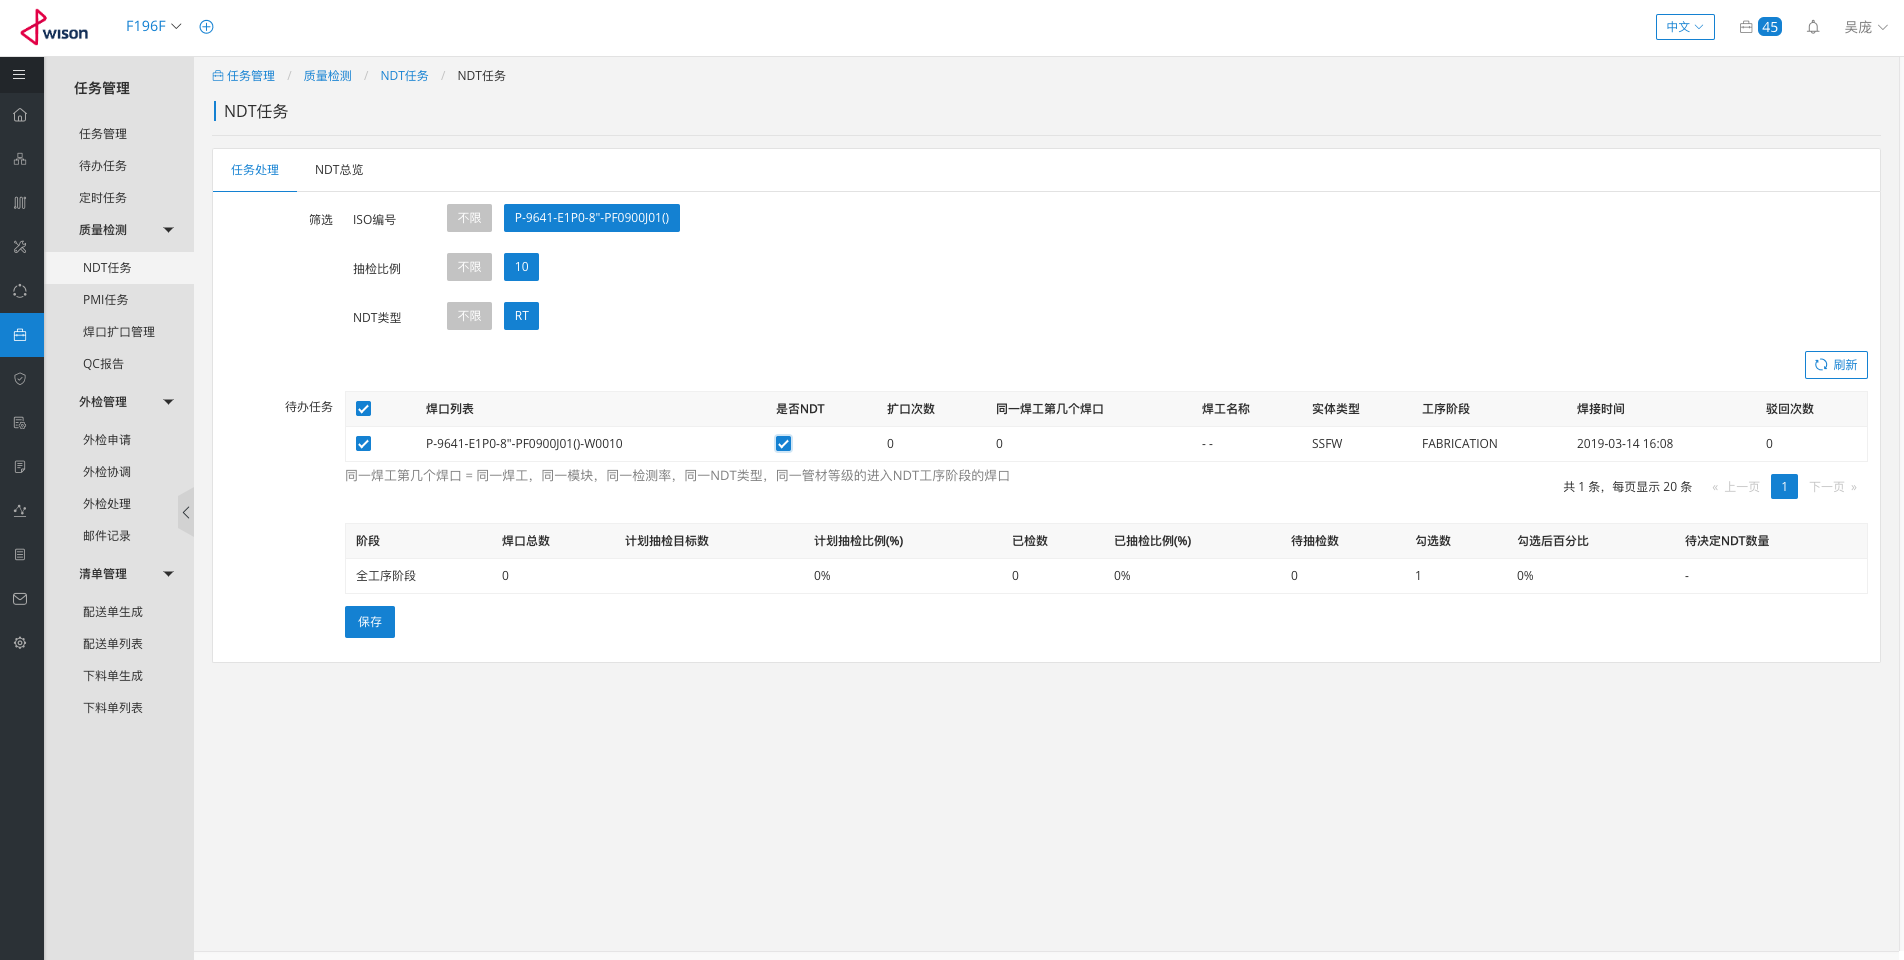 wison F196F 中文 45 吴庞
任务管理 / 质量检测 / NDT任务 / NDT任务
NDT任务
任务管理
任务管理
待办任务
定时任务
质量检测
NDT任务
PMI任务
焊口扩口管理
QC报告
外检管理
外检申请
外检协调
外检处理
邮件记录
清单管理
配送单生成
配送单列表
下料单生成
下料单列表
任务处理 NDT总览
筛选 ISO编号 不限 P-9641-E1P0-8"-PF0900J01()
抽检比例 不限 10
NDT类型 不限 RT
刷新
待办任务 焊口列表 是否NDT 扩口次数 同一焊工第几个焊口 焊工名称 实体类型 工序阶段 焊接时间 驳回次数
P-9641-E1P0-8"-PF0900J01()-W0010 0 0 - - SSFW FABRICATION 2019-03-14 16:08 0
同一焊工第几个焊口 = 同一焊工，同一模块，同一检测率，同一NDT类型，同一管材等级的进入NDT工序阶段的焊口
共 1 条，每页显示 20 条 « 上一页 1 下一页 »
阶段 焊口总数 计划抽检目标数 计划抽检比例(%) 已检数 已抽检比例(%) 待抽检数 勾选数 勾选后百分比 待决定NDT数量
全工序阶段 0 0% 0 0% 0 1 0% -
保存